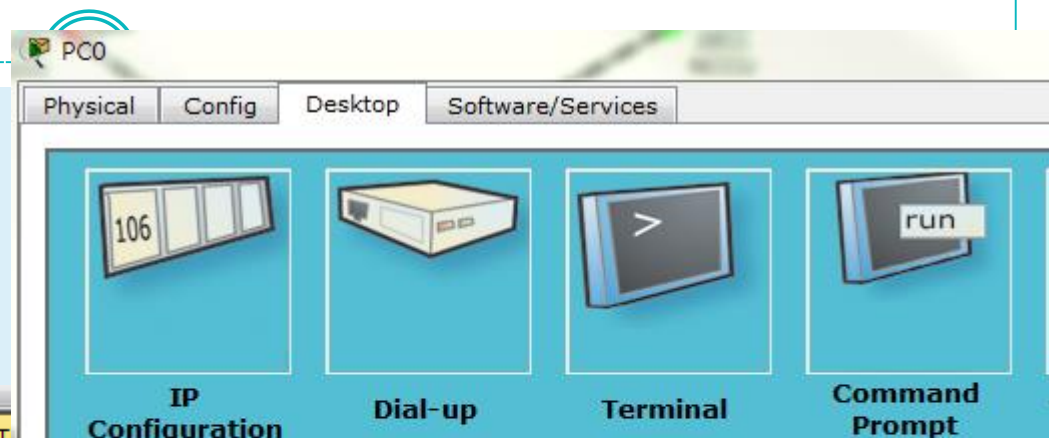 PC0
Physical Config Desktop Software/Services
106
>
run
IP
Configuration
Dial-up
Terminal
Command
Prompt